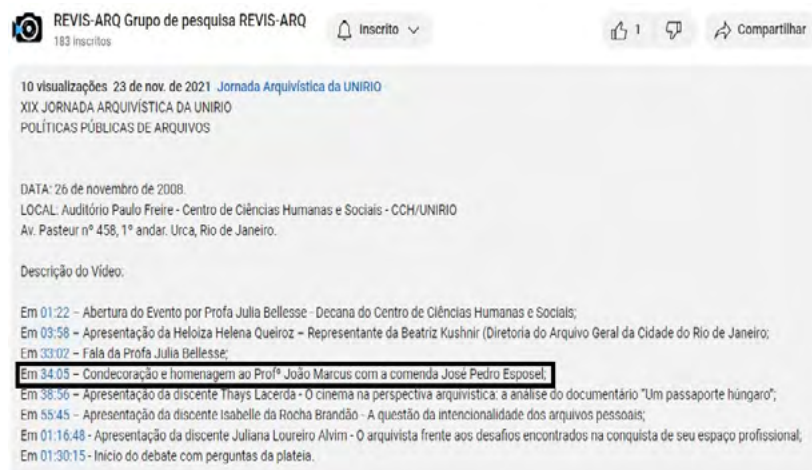 REVIS-ARQ Grupo de pesquisa REVIS-ARQ
183 inscritos
Inscrito
1
Compartilhar
10 visualizações 23 de nov. de 2021 Jornada Arquivística da UNIRIO
XIX JORNADA ARQUIVÍSTICA DA UNIRIO
POLÍTICAS PÚBLICAS DE ARQUIVOS
DATA: 26 de novembro de 2008.
LOCAL: Auditório Paulo Freire - Centro de Ciências Humanas e Sociais - CCH/UNIRIO
Av. Pasteur nº 458, 1º andar. Urca, Rio de Janeiro.
Descrição do Vídeo:
Em 01:22 – Abertura do Evento por Profa Julia Bellesse - Decana do Centro de Ciências Humanas e Sociais;
Em 03:58 – Apresentação da Heloiza Helena Queiroz – Representante da Beatriz Kushnir (Diretoria do Arquivo Geral da Cidade do Rio de Janeiro;
Em 33:02 – Fala da Profa Julia Bellesse;
Em 34:05 – Condecoração e homenagem ao Profº João Marcus com a comenda José Pedro Esposel;
Em 38:56 – Apresentação da discente Thays Lacerda - O cinema na perspectiva arquivística: a análise do documentário "Um passaporte húngaro";
Em 55:45 – Apresentação da discente Isabelle da Rocha Brandão - A questão da intencionalidade dos arquivos pessoais;
Em 01:16:48 - Apresentação da discente Juliana Loureiro Alvim - O arquivista frente aos desafios encontrados na conquista de seu espaço profissional;
Em 01:30:15 - Inicio do debate com perguntas da plateia.